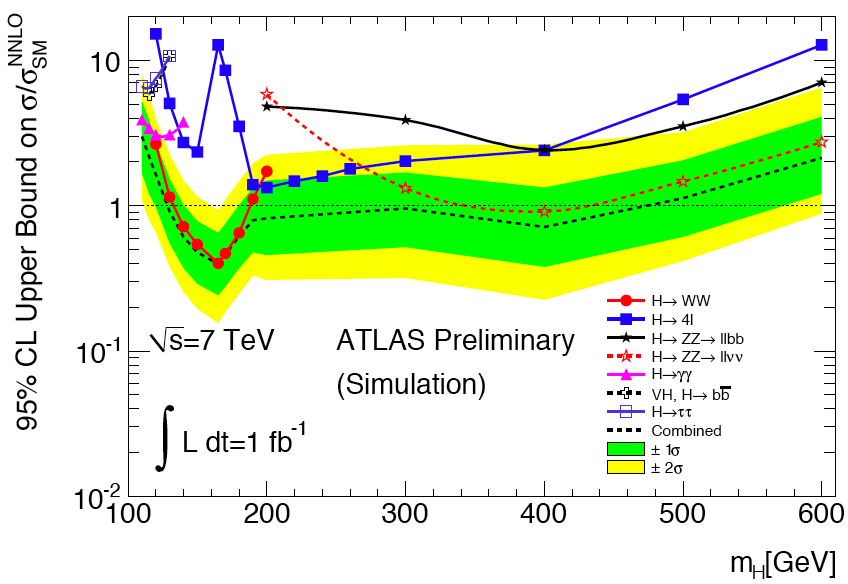 95% CL Upper Bound on σ/σ_SM^NNLO
10
1
10^-1
10^-2
√s=7 TeV
ATLAS Preliminary
(Simulation)
∫ L dt=1 fb^-1
H→ WW
H→ 4l
H→ ZZ→ llbb
H→ ZZ→ llνν
H→γγ
VH, H→ bb̅
H→ττ
Combined
± 1σ
± 2σ
100 200 300 400 500 600
m_H[GeV]